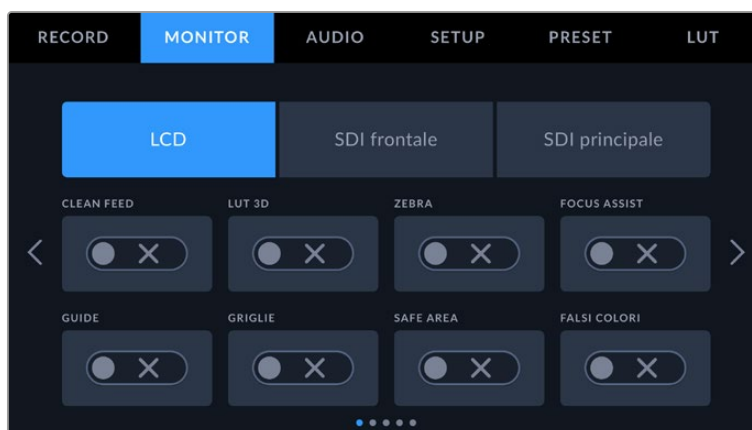 RECORD MONITOR AUDIO SETUP PRESET LUT
LCD SDI frontale SDI principale
CLEAN FEED LUT 3D ZEBRA FOCUS ASSIST
GUIDE GRIGLIE SAFE AREA FALSI COLORI